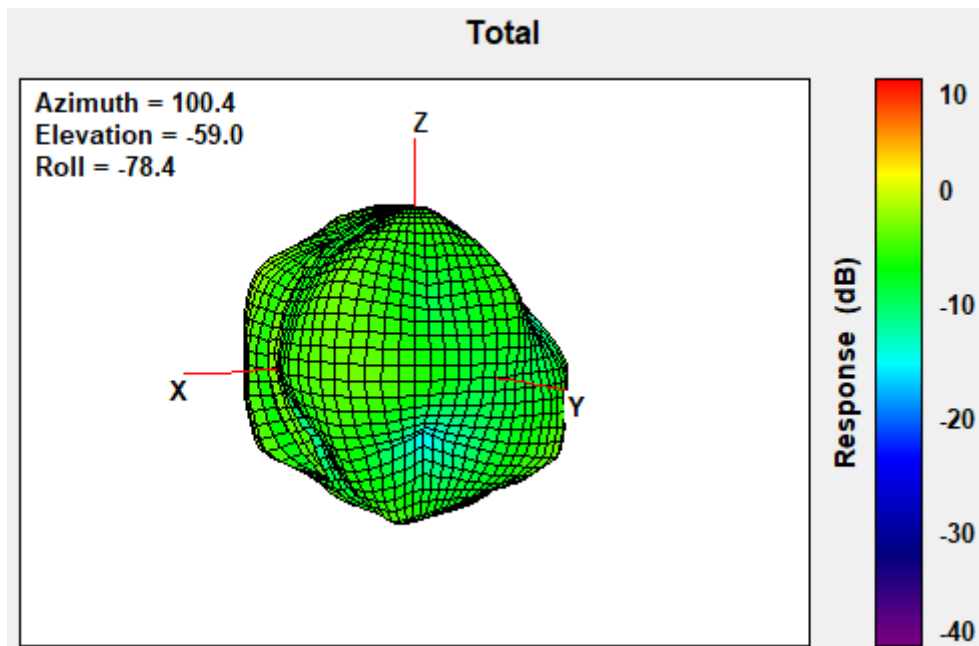 Total
Azimuth = 100.4
Elevation = -59.0
Roll = -78.4
Z
X
Y
10
0
-10
-20
-30
-40
Response (dB)